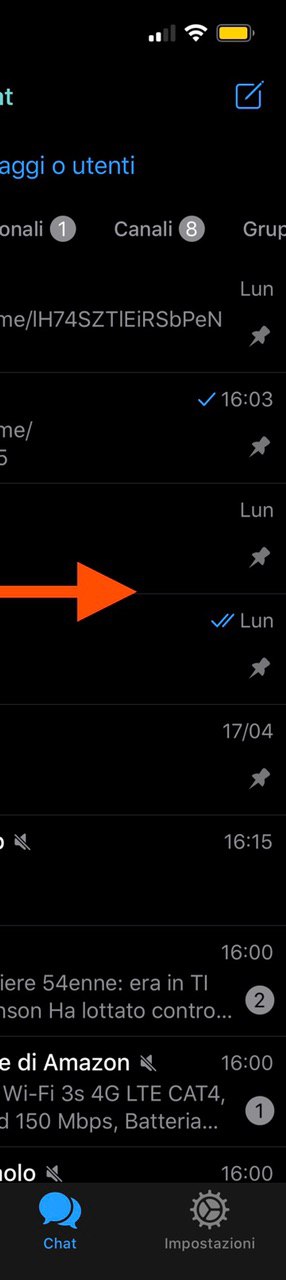 at
aggi o utenti
onali 1 Canali 8 Grup
Lun
me/lH74SZTlEiRSbPeN
16:03
me/
5
Lun
Lun
17/04
o 16:15
16:00
iere 54enne: era in TI
nson Ha lottato contro... 2
e di Amazon 16:00
Wi-Fi 3s 4G LTE CAT4,
d 150 Mbps, Batteria... 1
nolo 16:00
Chat Impostazioni